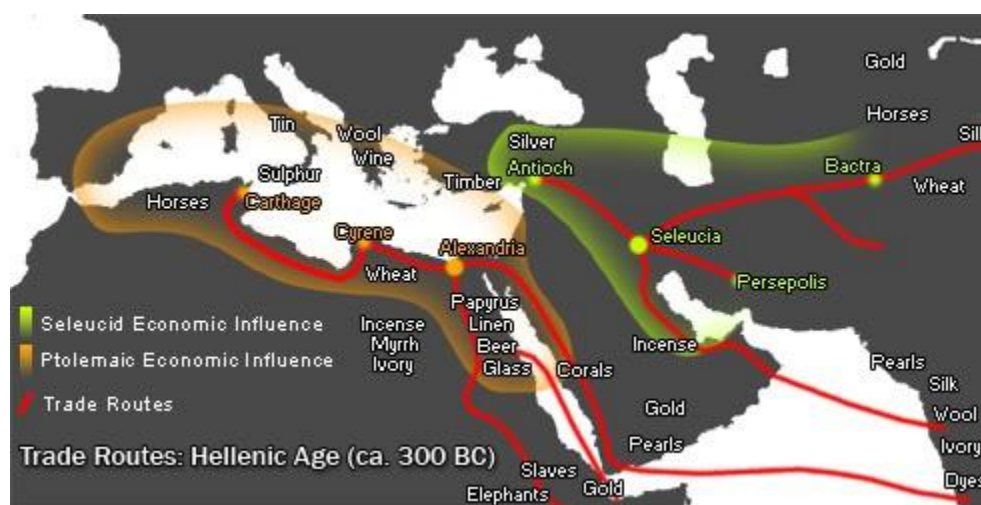 Gold
Horses
Silk
Wheat
Bactra
Silver
Antioch
Timber
Tin
Wool
Wine
Sulphur
Horses
Carthage
Cyrene
Alexandria
Wheat
Seleucia
Persepolis
Papyrus
Linen
Beer
Glass
Incense
Myrrh
Ivory
Corals
Incense
Gold
Pearls
Pearls
Silk
Wool
Ivory
Dyes
Slaves
Elephants
Gold
Seleucid Economic Influence
Ptolemaic Economic Influence
Trade Routes
Trade Routes: Hellenic Age (ca. 300 BC)